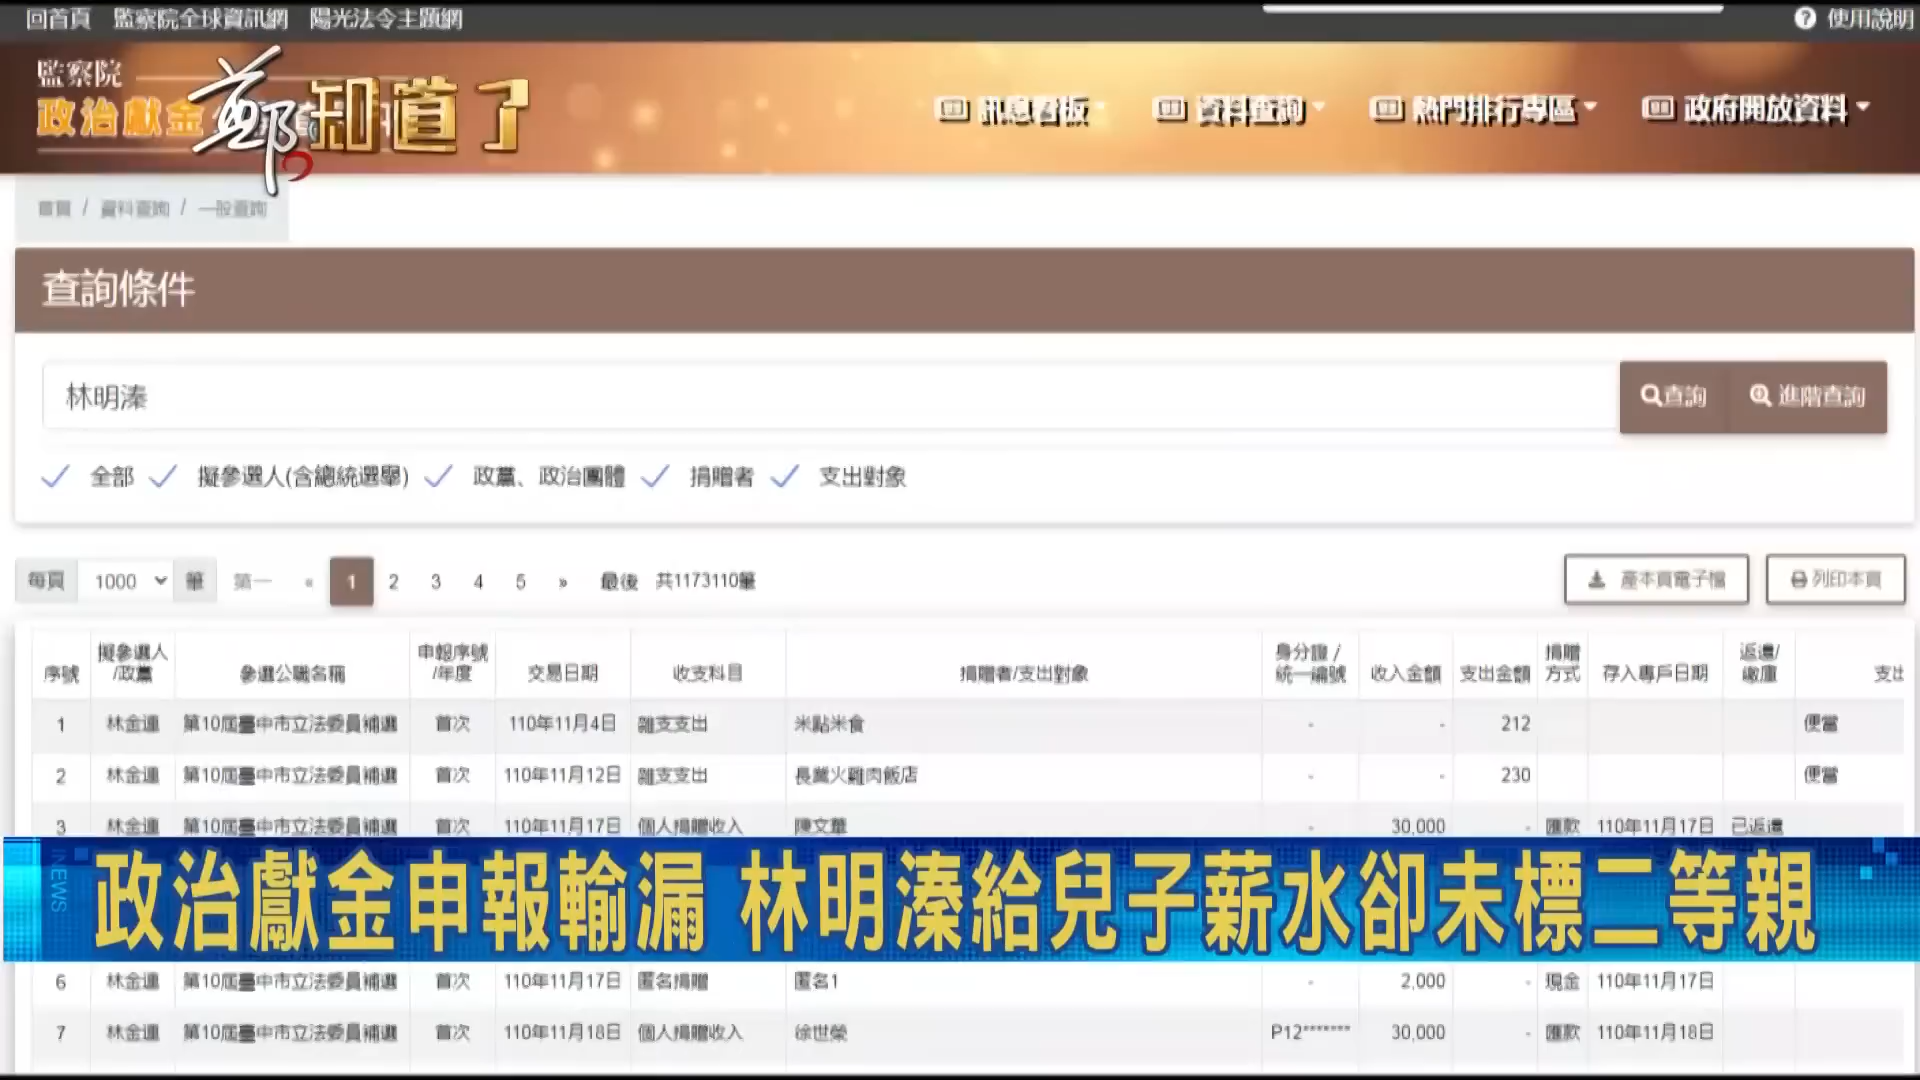 回首頁 監察院全球資訊網 陽光法令主題網
使用說明
監察院
政治獻金
鄭知道了
訊息看板 資料查詢 熱門排行專區 政府開放資料
首頁 / 資料查詢 / 一般查詢
查詢條件
林明溱
查詢 進階查詢
全部 擬參選人(含總統選舉) 政黨、政治團體 捐贈者 支出對象
每頁 1000 筆 第一 « 1 2 3 4 5 » 最後 共1173110筆
產本頁電子檔 列印本頁
序號 擬參選人/政黨 參選公職名稱 申報序號/年度 交易日期 收支科目 捐贈者/支出對象 身分證/統一編號 收入金額 支出金額 捐贈方式 存入專戶日期 返還/繳庫 支出
1 林金連 第10屆臺中市立法委員補選 首次 110年11月4日 雜支支出 米點米食 - - 212 便當
2 林金連 第10屆臺中市立法委員補選 首次 110年11月12日 雜支支出 長薰火雞肉飯店 - - 230 便當
3 林金連 第10屆臺中市立法委員補選 首次 110年11月17日 個人捐贈收入 陳文華 - 30,000 - 匯款 110年11月17日 已返還
NEWS
政治獻金申報輸漏 林明溱給兒子薪水卻未標二等親
6 林金連 第10屆臺中市立法委員補選 首次 110年11月17日 匿名捐贈 匿名1 - 2,000 - 現金 110年11月17日
7 林金連 第10屆臺中市立法委員補選 首次 110年11月18日 個人捐贈收入 徐世榮 P12******* 30,000 - 匯款 110年11月18日